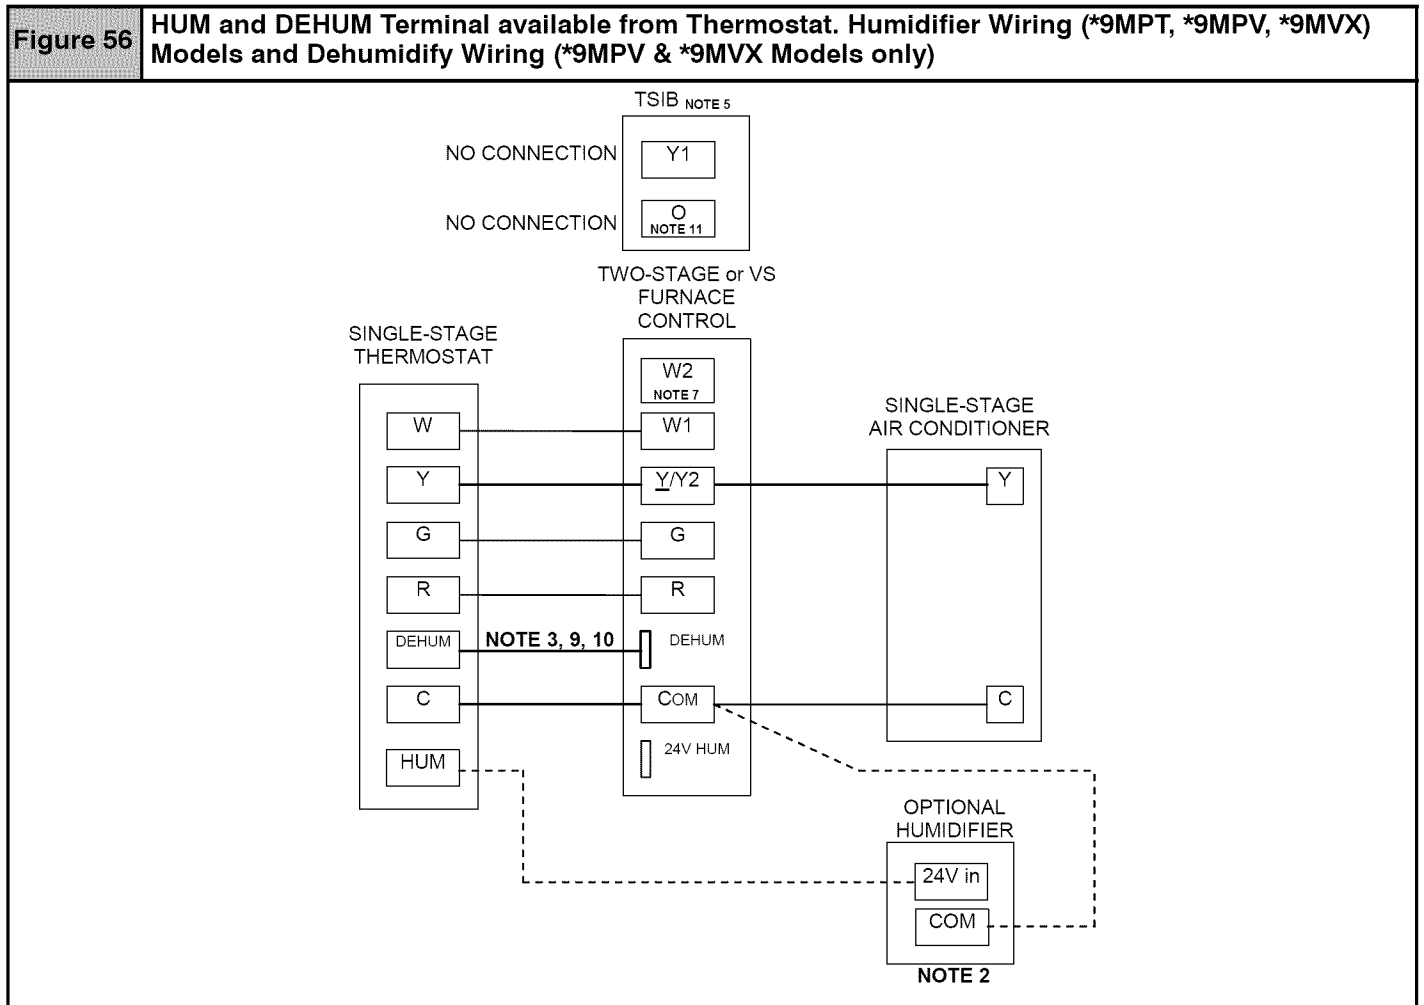 Figure 56
HUM and DEHUM Terminal available from Thermostat. Humidifier Wiring (*9MPT, *9MPV, *9MVX)
Models and Dehumidify Wiring (*9MPV & *9MVX Models only)
TSIB NOTE 5
NO CONNECTION
Y1
NO CONNECTION
O
NOTE 11
TWO-STAGE or VS
FURNACE
CONTROL
SINGLE-STAGE
THERMOSTAT
W2
NOTE 7
SINGLE-STAGE
AIR CONDITIONER
W
W1
Y
Y/Y2
Y
G
G
R
R
DEHUM
NOTE 3, 9, 10
DEHUM
C
COM
C
HUM
24V HUM
OPTIONAL
HUMIDIFIER
24V in
COM
NOTE 2